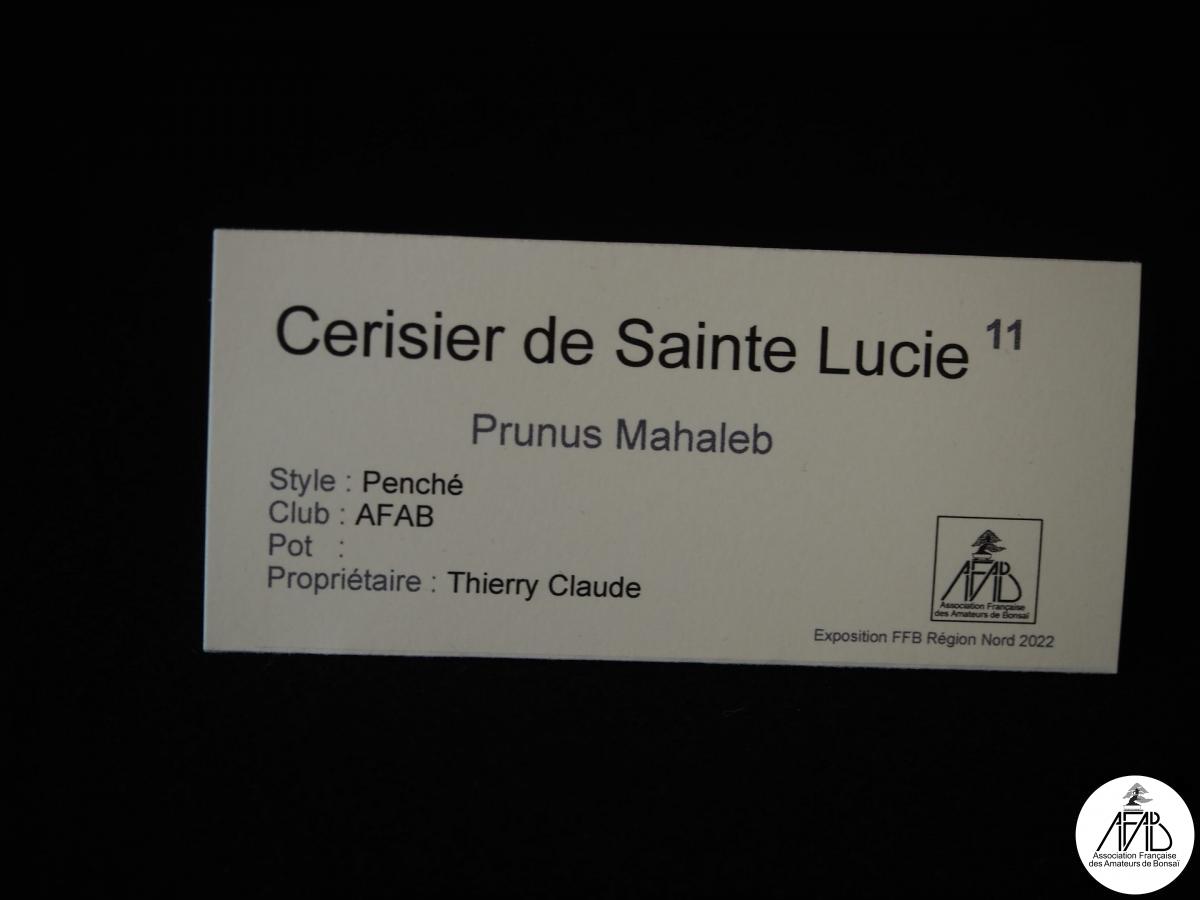 Cerisier de Sainte Lucie 11
Prunus Mahaleb
Style : Penché
Club : AFAB
Pot :
Propriétaire : Thierry Claude
AFAB
Association Française
des Amateurs de Bonsaï
Exposition FFB Région Nord 2022
AFAB
Association Française
des Amateurs de Bonsaï